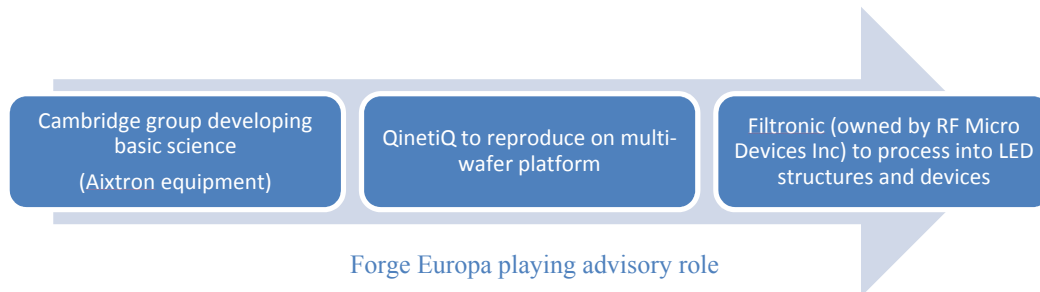 Cambridge group developing
basic science
(Aixtron equipment)
QinetiQ to reproduce on multi-
wafer platform
Filtronic (owned by RF Micro
Devices Inc) to process into LED
structures and devices
Forge Europa playing advisory role